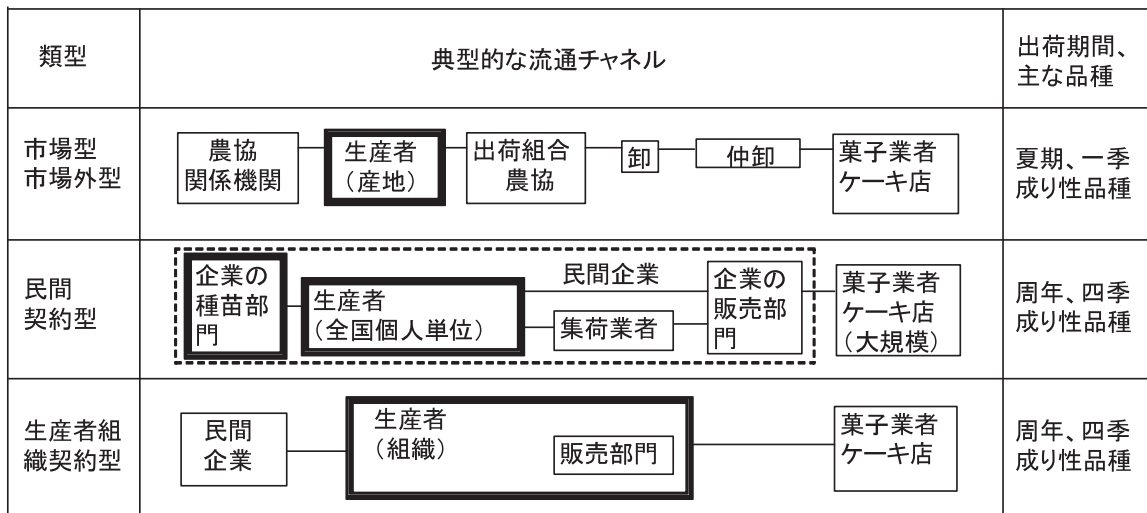 類型
典型的な流通チャネル
出荷期間、
主な品種
市場型
市場外型
農協
関係機関
生産者
（産地）
出荷組合
農協
卸
仲卸
菓子業者
ケーキ店
夏期、一季
成り性品種
民間
契約型
企業の
種苗部
門
生産者
（全国個人単位）
民間企業
集荷業者
企業の
販売部
門
菓子業者
ケーキ店
（大規模）
周年、四季
成り性品種
生産者組
織契約型
民間
企業
生産者
（組織）
販売部門
菓子業者
ケーキ店
周年、四季
成り性品種